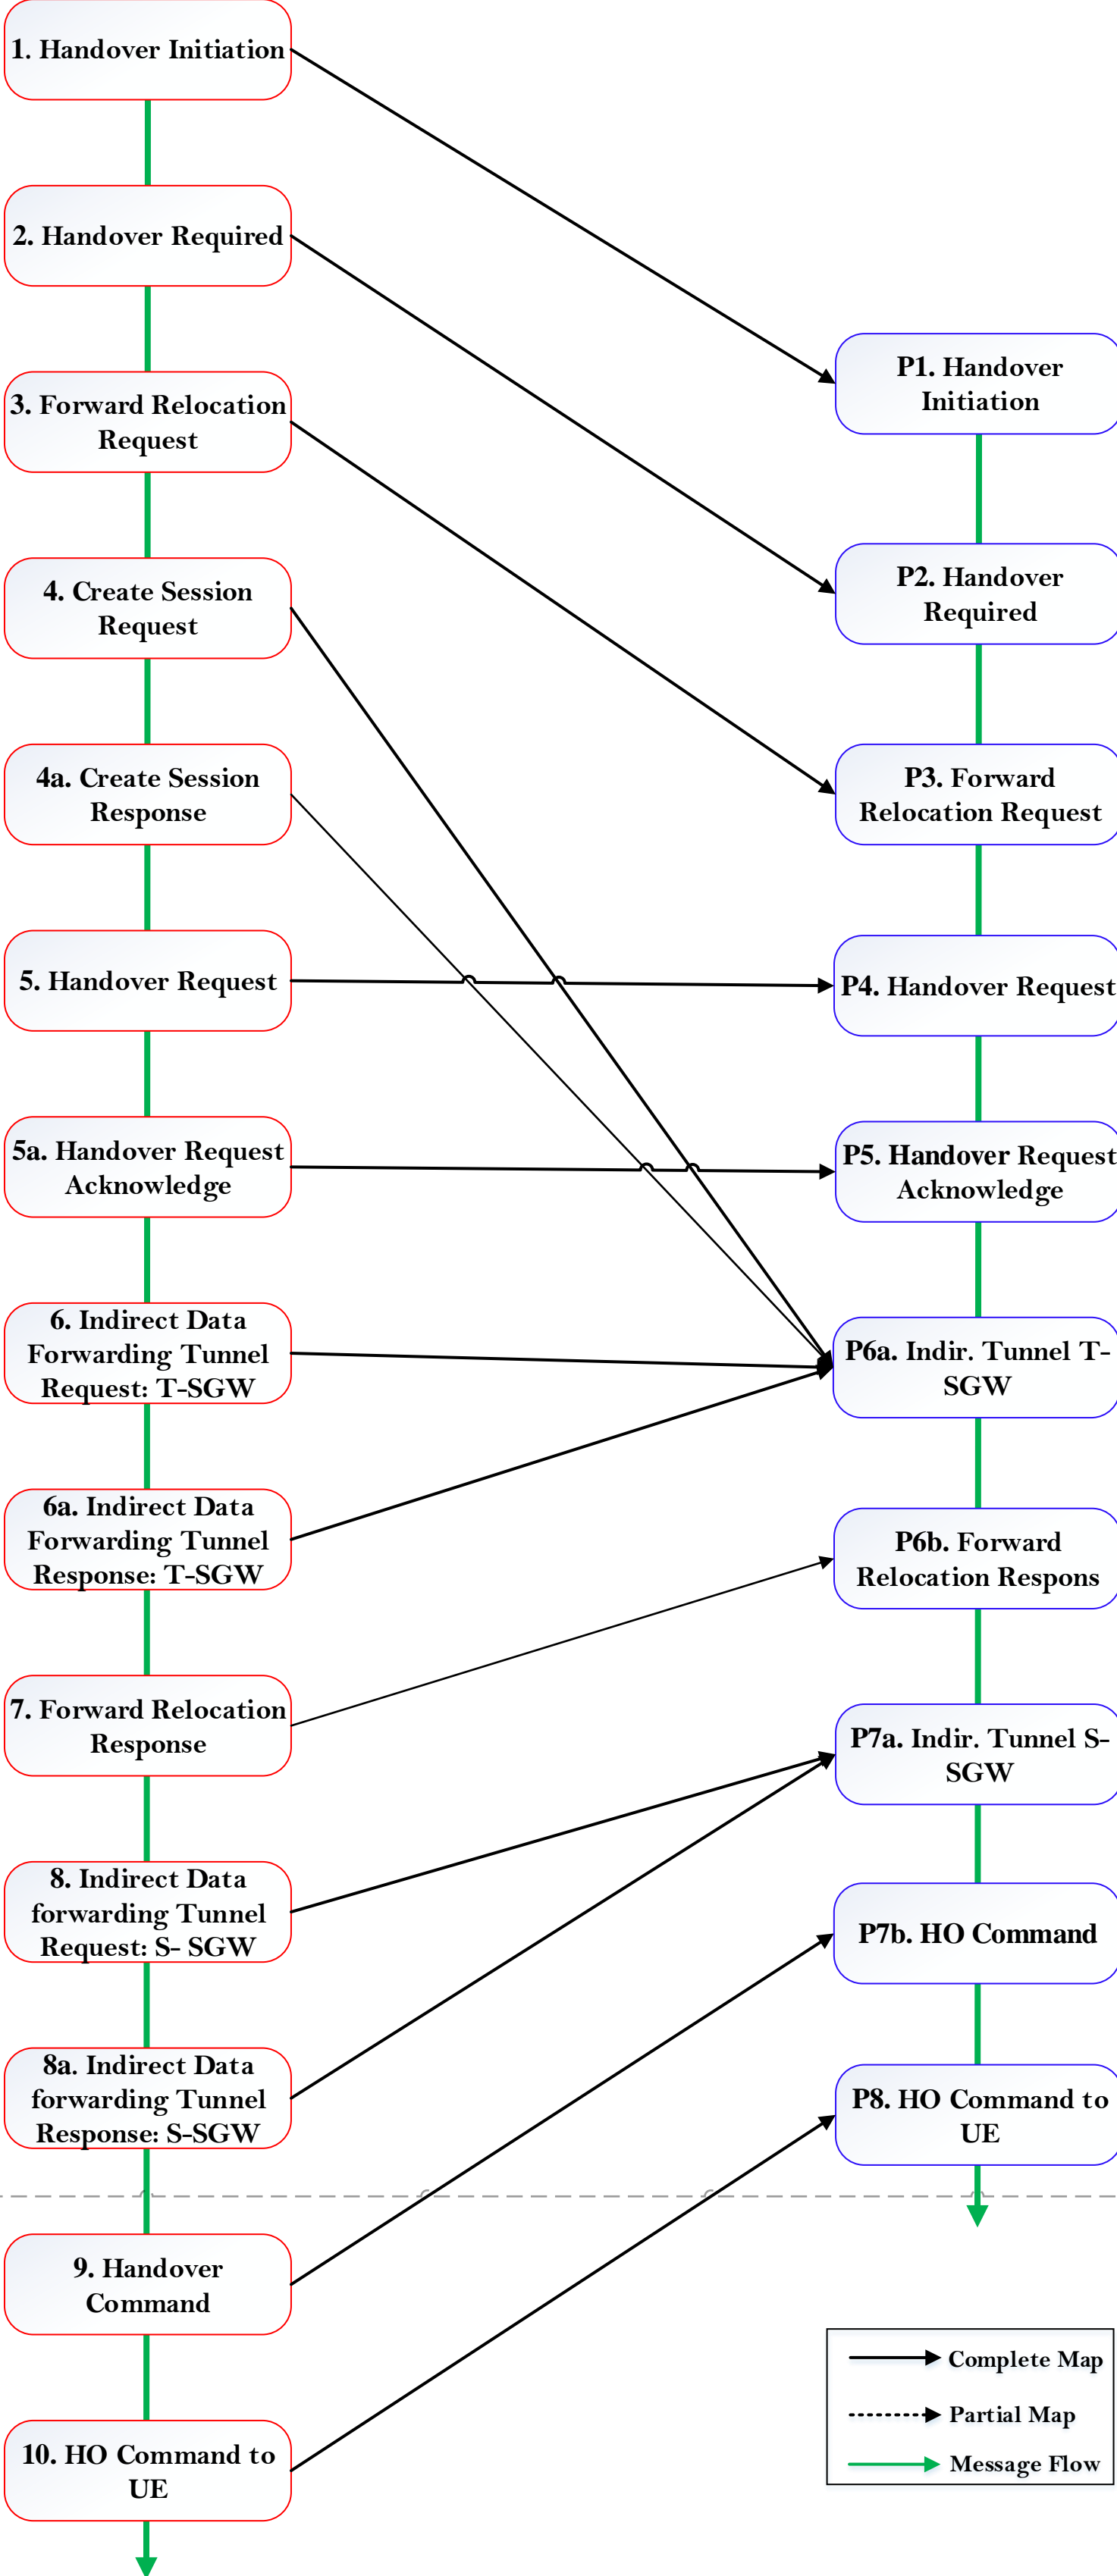 1. Handover Initiation
2. Handover Required
3. Forward Relocation
Request
4. Create Session
Request
4a. Create Session
Response
5. Handover Request
5a. Handover Request
Acknowledge
6. Indirect Data
Forwarding Tunnel
Request: T-SGW
6a. Indirect Data
Forwarding Tunnel
Response: T-SGW
7. Forward Relocation
Response
8. Indirect Data
forwarding Tunnel
Request: S- SGW
8a. Indirect Data
forwarding Tunnel
Response: S-SGW
9. Handover
Command
10. HO Command to
UE
P1. Handover
Initiation
P2. Handover
Required
P3. Forward
Relocation Request
P4. Handover Request
P5. Handover Request
Acknowledge
P6a. Indir. Tunnel T-
SGW
P6b. Forward
Relocation Respons
P7a. Indir. Tunnel S-
SGW
P7b. HO Command
P8. HO Command to
UE
Complete Map
Partial Map
Message Flow